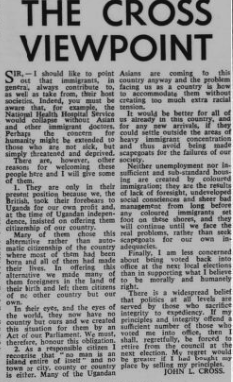 THE CROSS
VIEWPOINT
SIR,—I should like to point
out that immigrants, in
general, always contribute to,
as well as take from, their host
societies. Indeed, you must be
aware that, for example, the
National Health Hospital Service
would collapse without Asian
and other immigrant doctors.
Perhaps the concern for
humanity might be extended to
those who are not sick, but
simply threatened and deprived.
There are, however, other
reasons for welcoming these
people here and I will give some
of them.
1. They are only in their
present position because we, the
British, took their forebears to
Uganda for our own profit and,
at the time of Ugandan indepen-
dence, insisted on offering them
citizenship of our country.
Many of them chose this
alternative rather than auto-
matic citizenship of the country
where most of them had been
born and all of them had made
their lives. In offering this
alternative we made many of
them foreigners in the land of
their birth and left them citizens
of no other country but our
own.
In their eyes, and the eyes of
the world, they now have no
country but ours and we created
this situation for them by an
Act of our Parliament. We must,
therefore, honour this obligation.
2. As a responsible citizen I
recognise that "no man is an
island entire of itself" and no
town or city, county or country
is either. Many of the Ugandan
Asians are coming to this
country anyway and the problem
facing us as a country is how
to accommodate them without
creating too much extra racial
tension.
It would be better for all of
us already in this country, and
for any new arrivals, if they
could settle outside the areas of
heavy immigrant concentration
and thus avoid being made
scapegoats for the failures of our
society.
Neither unemployment nor in-
sufficient and sub-standard hous-
ing are created by coloured
immigration; they are the results
of lack of foresight, undeveloped
social consciences and sheer bad
management from long before
any coloured immigrants set
foot on these shores, and they
will continue until we face the
real problems, rather than seek
scapegoats for our own in-
adequacies.
Finally, I am less concerned
about being voted back into
office at the next local elections
than in supporting what I believe
to be morally and humanely
right.
There is a widespread belief
that politics at all levels are
served by those who sacrifice
integrity to expediency. If my
principles and integrity offend a
sufficient number of those who
voted me into office, then I
shall, regretfully, be forced to
retire from the council at the
next election. My regret would
be greater if I had bought my
place by selling my principles.
JOHN L. CROSS.